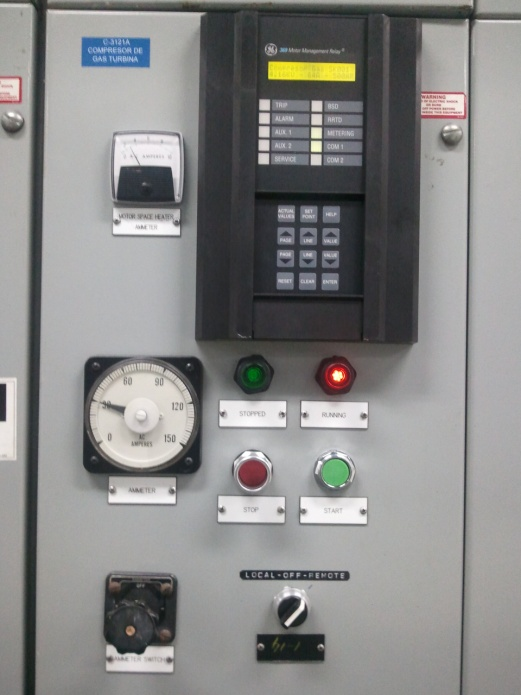 C-3121A
COMPRESOR DE
GAS TURBINA
369 Motor Management Relay
TRIP
BSD
ALARM
RRTD
AUX. 1
METERING
AUX. 2
COM 1
SERVICE
COM 2
WARNING
AMPERES
MOTOR SPACE HEATER
AMMETER
ACTUAL VALUES
SET POINT
HELP
PAGE
LINE
VALUE
PAGE
LINE
VALUE
RESET
CLEAR
ENTER
0
30
60
90
120
150
AC
AMPERES
AMMETER
STOPPED
RUNNING
STOP
START
LOCAL-OFF-REMOTE
AMMETER SWITCH